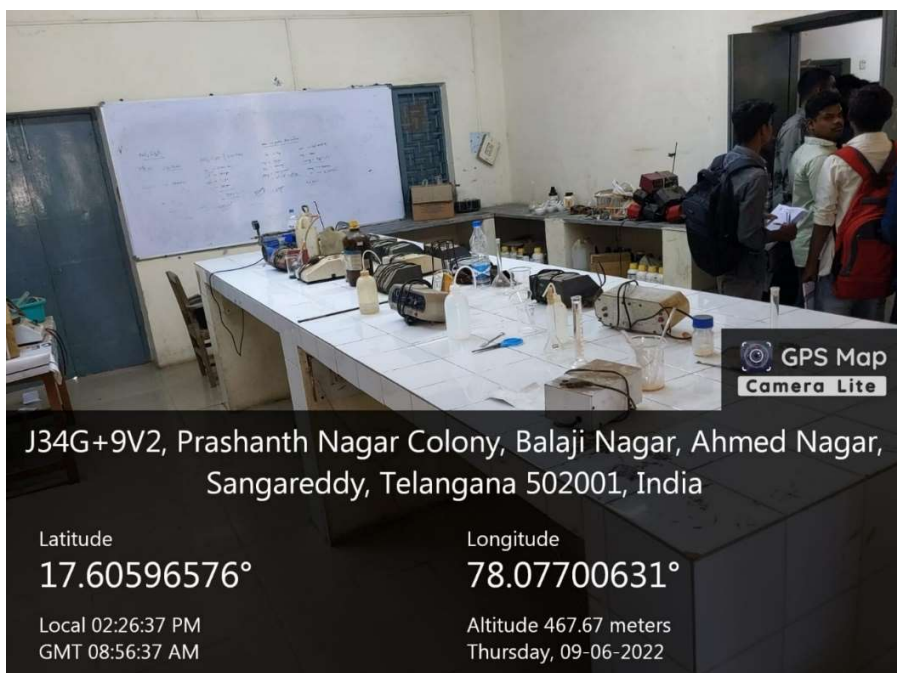 GPS Map
Camera Lite
J34G+9V2, Prashanth Nagar Colony, Balaji Nagar, Ahmed Nagar,
Sangareddy, Telangana 502001, India
Latitude
17.60596576°
Longitude
78.07700631°
Local 02:26:37 PM
GMT 08:56:37 AM
Altitude 467.67 meters
Thursday, 09-06-2022